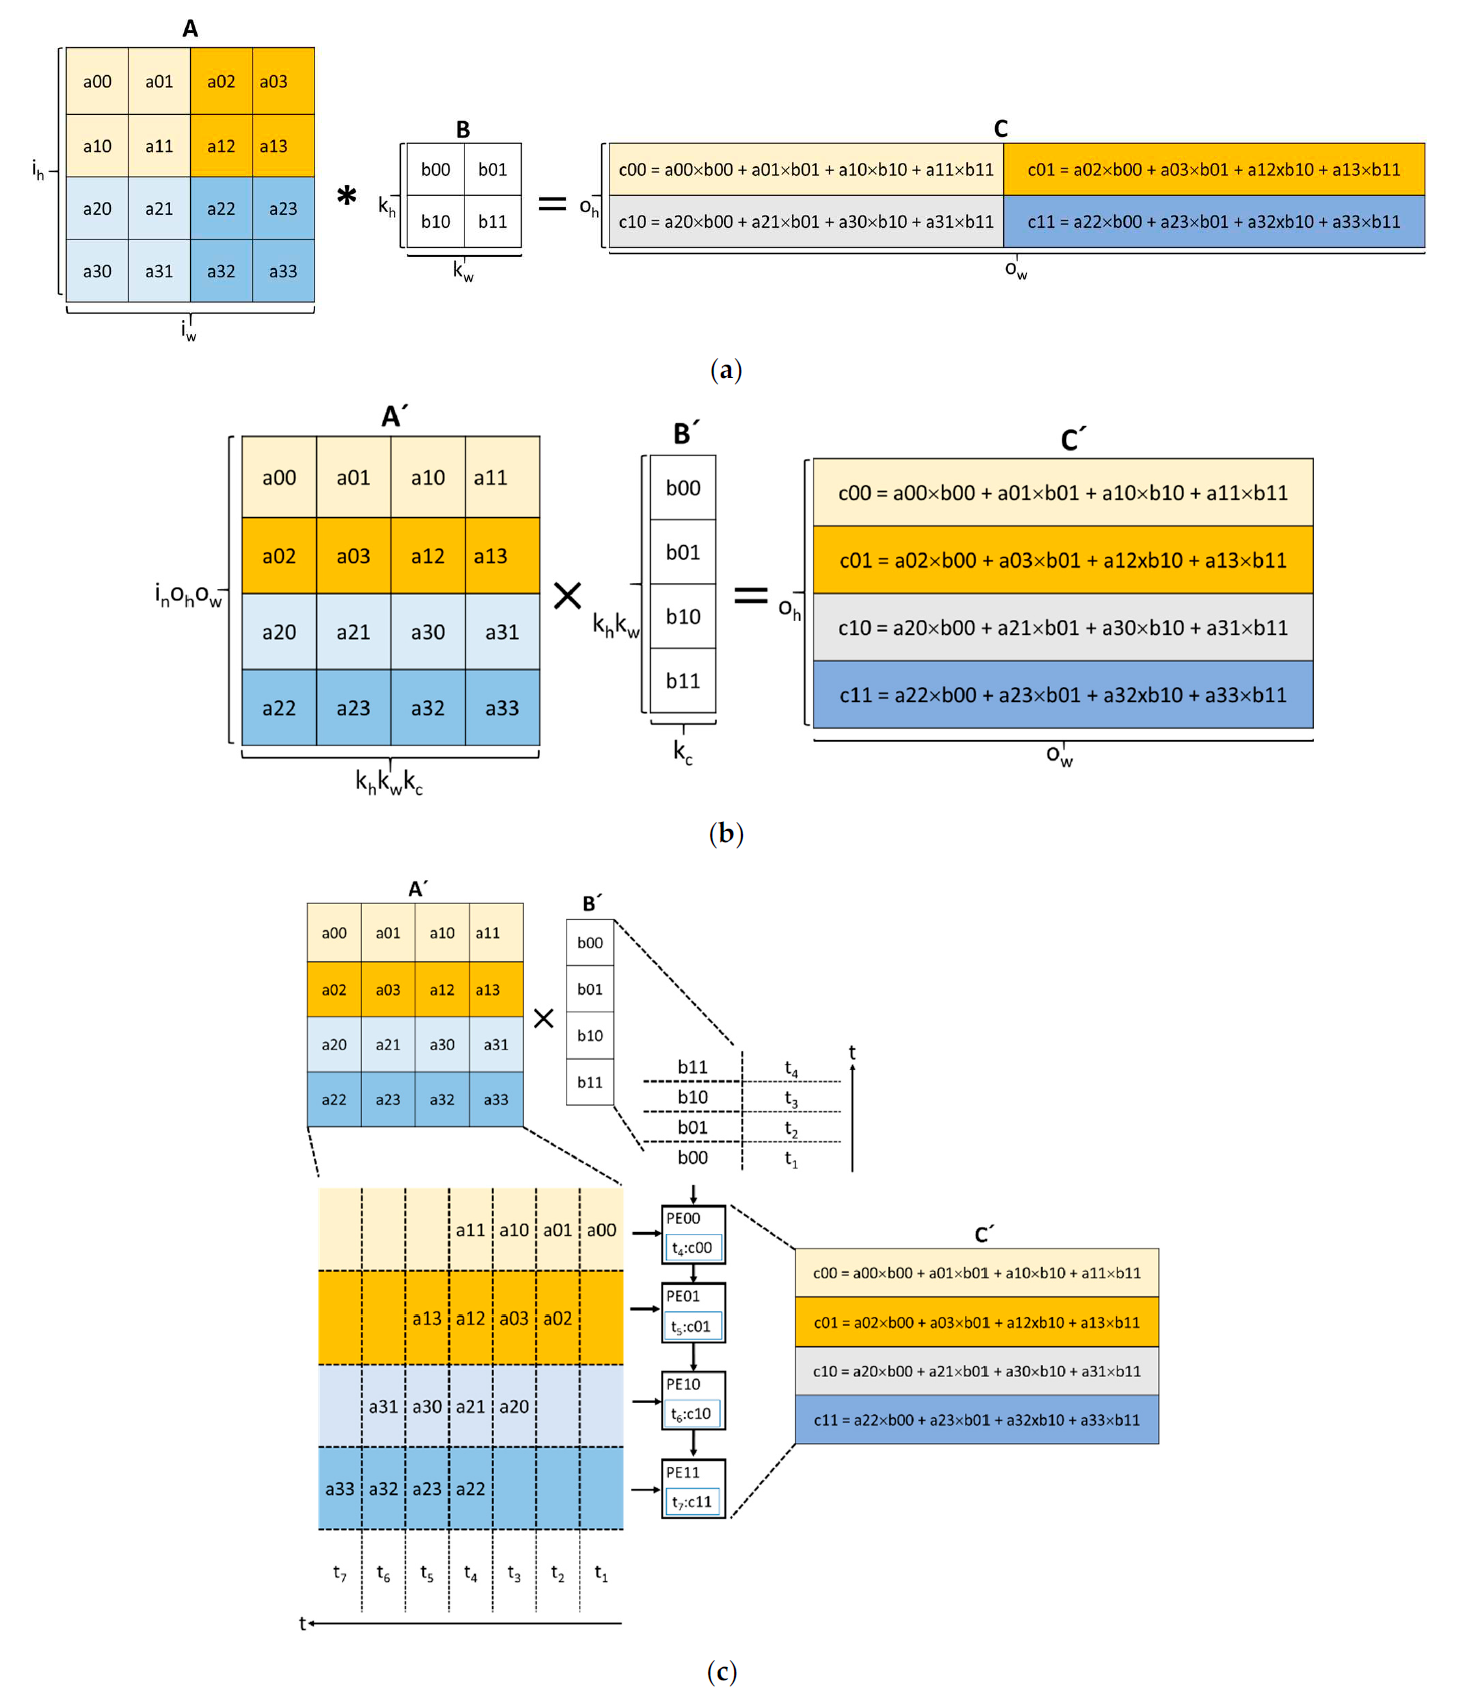 A
a00 a01 a02 a03
a10 a11 a12 a13
a20 a21 a22 a23
a30 a31 a32 a33
i_h
i_w
*
B
b00 b01
b10 b11
k_h
k_w
=
C
o_h
c00 = a00×b00 + a01×b01 + a10×b10 + a11×b11 c01 = a02×b00 + a03×b01 + a12xb10 + a13×b11
c10 = a20×b00 + a21×b01 + a30×b10 + a31×b11 c11 = a22×b00 + a23×b01 + a32xb10 + a33×b11
o_w
(a)
A´
a00 a01 a10 a11
a02 a03 a12 a13
a20 a21 a30 a31
a22 a23 a32 a33
i_n o_h o_w
k_h k_w k_c
×
B´
b00
b01
b10
b11
k_h k_w
k_c
=
C´
c00 = a00×b00 + a01×b01 + a10×b10 + a11×b11
c01 = a02×b00 + a03×b01 + a12xb10 + a13×b11
c10 = a20×b00 + a21×b01 + a30×b10 + a31×b11
c11 = a22×b00 + a23×b01 + a32xb10 + a33×b11
o_h
o_w
(b)
A´
a00 a01 a10 a11
a02 a03 a12 a13
a20 a21 a30 a31
a22 a23 a32 a33
×
B´
b00
b01
b10
b11
t
b11 t_4
b10 t_3
b01 t_2
b00 t_1
a11 a10 a01 a00
a13 a12 a03 a02
a31 a30 a21 a20
a33 a32 a23 a22
t_7 t_6 t_5 t_4 t_3 t_2 t_1
t
PE00
t_4:c00
PE01
t_5:c01
PE10
t_6:c10
PE11
t_7:c11
C´
c00 = a00×b00 + a01×b01 + a10×b10 + a11×b11
c01 = a02×b00 + a03×b01 + a12xb10 + a13×b11
c10 = a20×b00 + a21×b01 + a30×b10 + a31×b11
c11 = a22×b00 + a23×b01 + a32xb10 + a33×b11
(c)